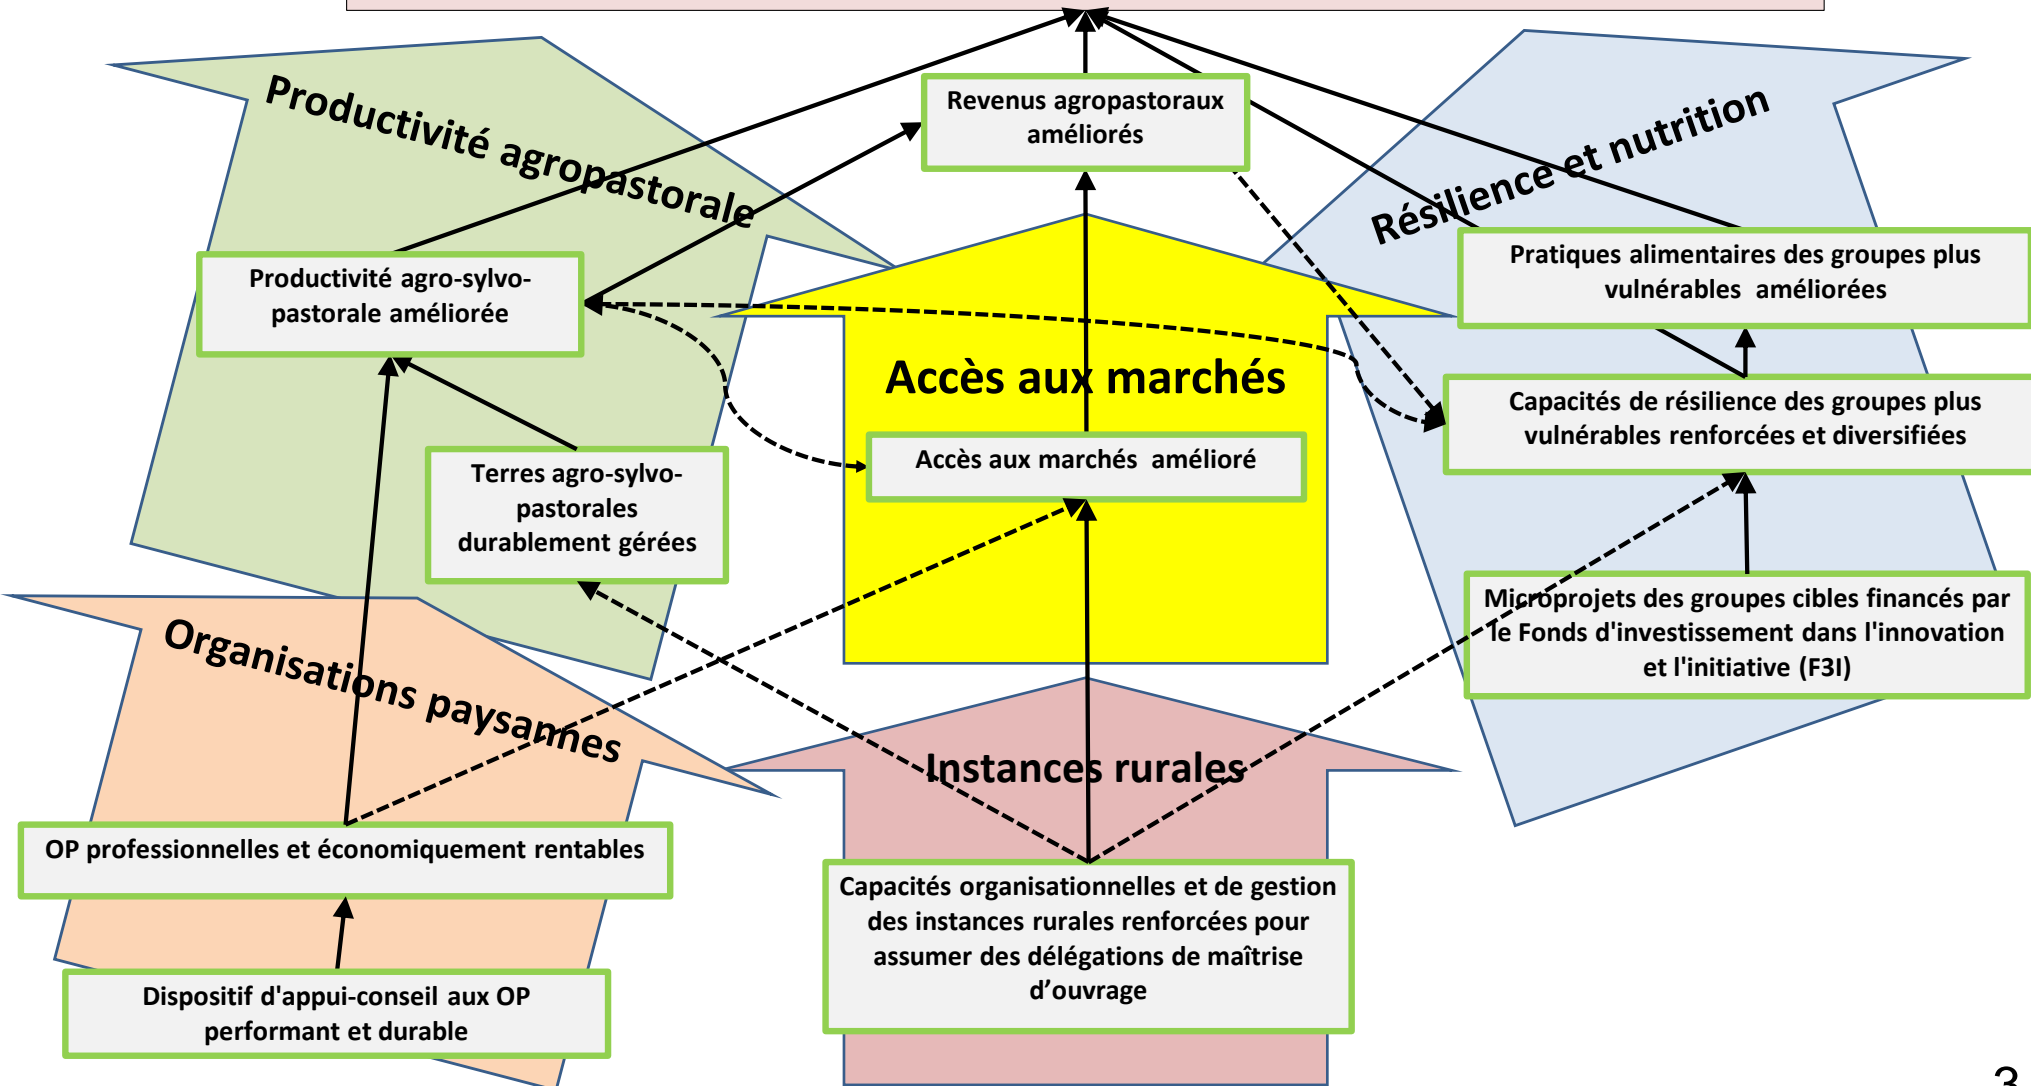 Productivité agropastorale
Revenus agropastoraux
améliorés
Résilience et nutrition
Productivité agro-sylvo-
pastorale améliorée
Pratiques alimentaires des groupes plus
vulnérables améliorées
Accès aux marchés
Capacités de résilience des groupes plus
vulnérables renforcées et diversifiées
Accès aux marchés amélioré
Terres agro-sylvo-
pastorales
durablement gérées
Microprojets des groupes cibles financés par
le Fonds d'investissement dans l'innovation
et l'initiative (F3I)
Organisations paysannes
Instances rurales
OP professionnelles et économiquement rentables
Capacités organisationnelles et de gestion
des instances rurales renforcées pour
assumer des délégations de maîtrise
d’ouvrage
Dispositif d'appui-conseil aux OP
performant et durable
3